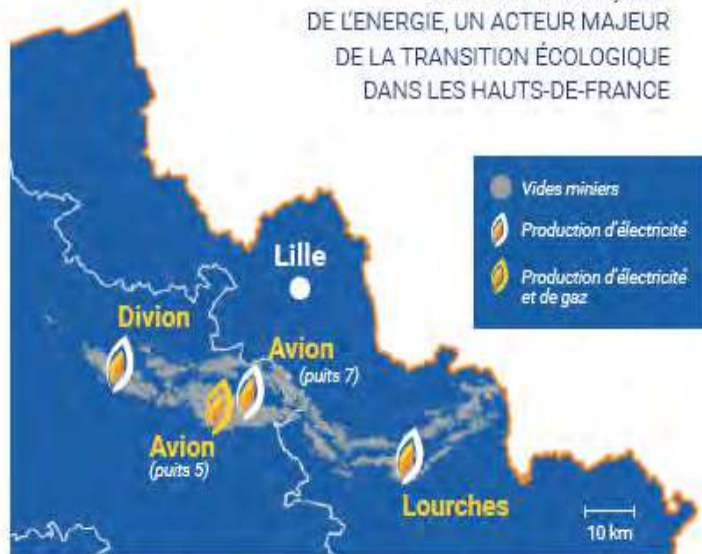 DE L'ENERGIE, UN ACTEUR MAJEUR
DE LA TRANSITION ÉCOLOGIQUE
DANS LES HAUTS-DE-FRANCE
Vides miniers
Production d'électricité
Production d'électricité
et de gaz
Lille
Divion
Avion
(puits 7)
Avion
(puits 5)
Lourches
10 km